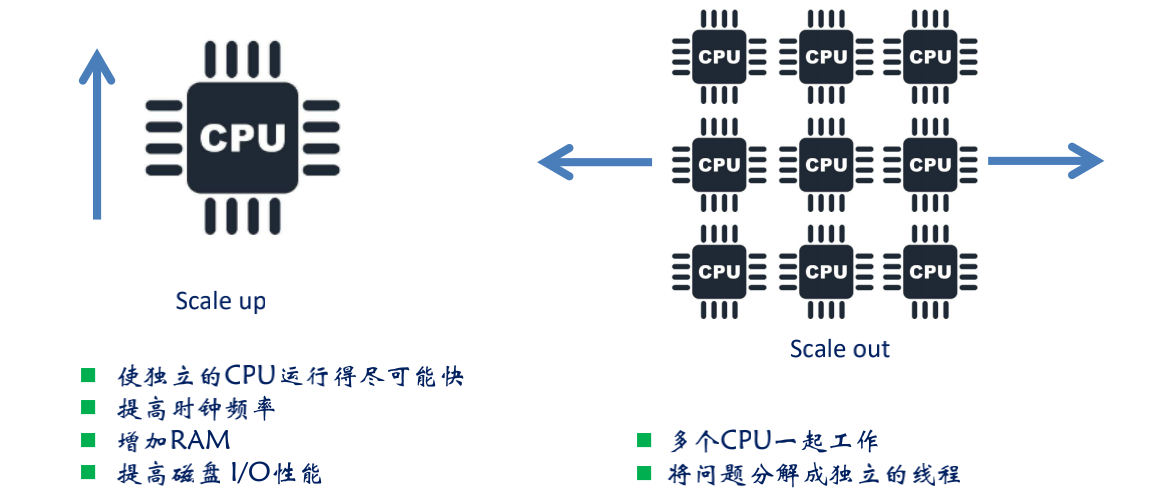 CPU
Scale up
使独立的CPU运行得尽可能快
提高时钟频率
增加RAM
提高磁盘 I/O性能
CPU CPU CPU
CPU CPU CPU
CPU CPU CPU
Scale out
多个CPU一起工作
将问题分解成独立的线程